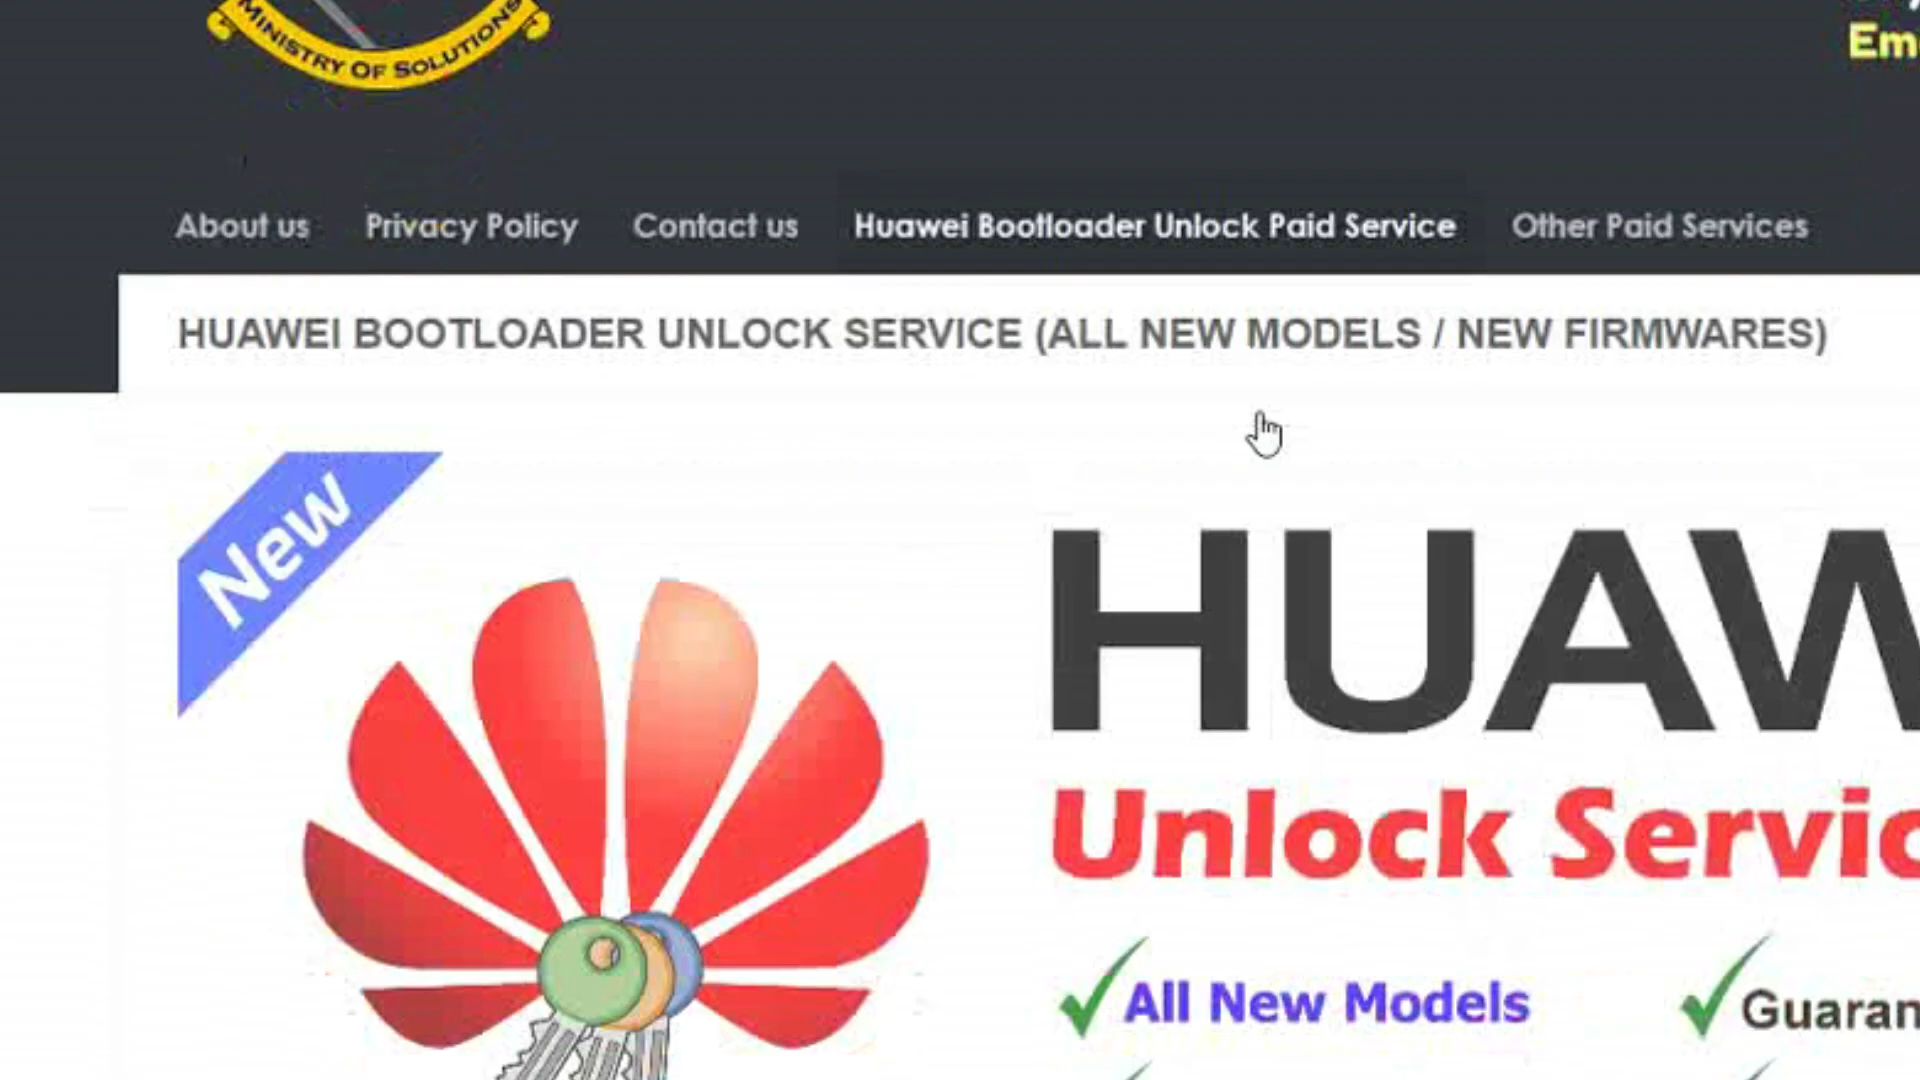 MINISTRY OF SOLUTIONS
Em
About us Privacy Policy Contact us Huawei Bootloader Unlock Paid Service Other Paid Services
HUAWEI BOOTLOADER UNLOCK SERVICE (ALL NEW MODELS / NEW FIRMWARES)
New
HUAW
Unlock Servic
All New Models Guaran